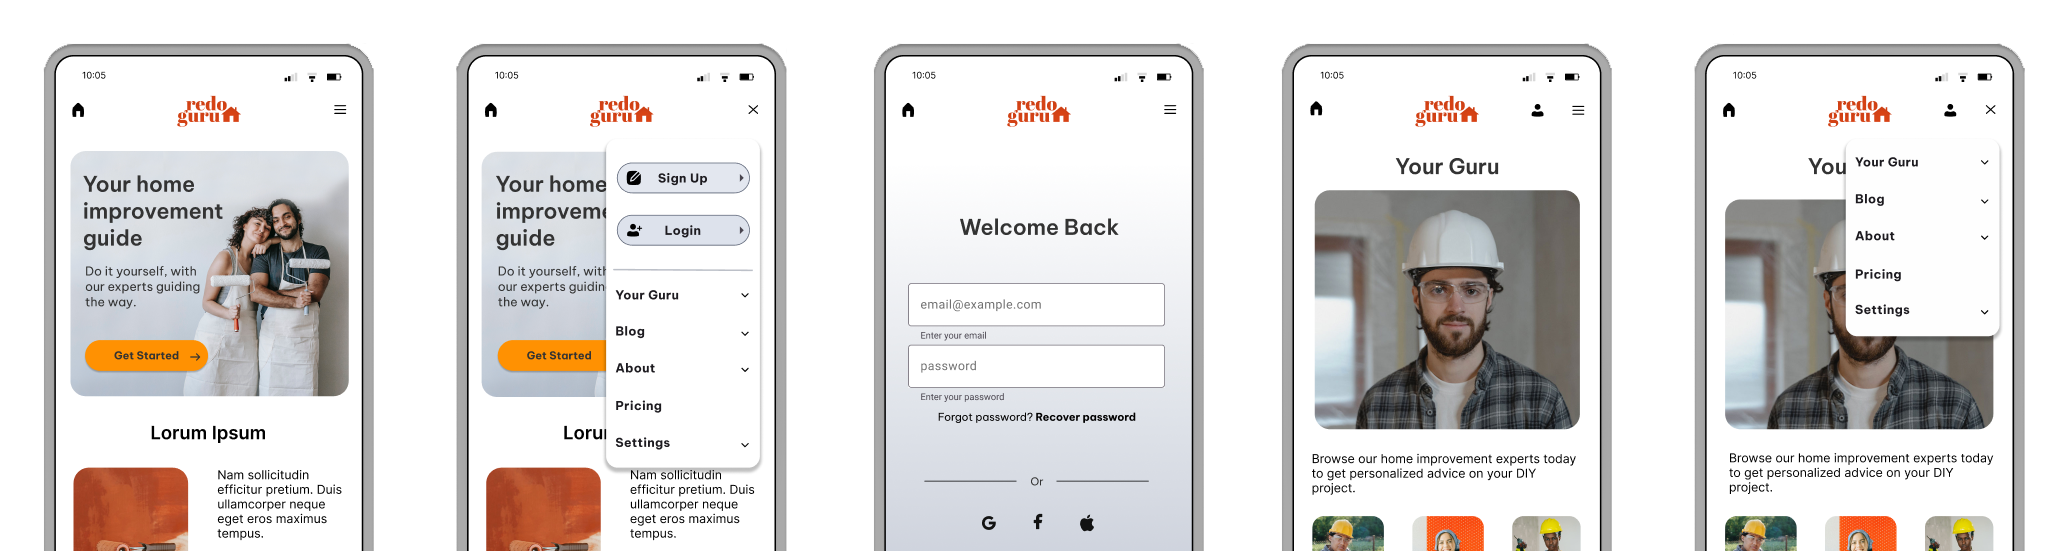 10:05
redo
guru
Your home
improvement
guide
Do it yourself, with
our experts guiding
the way.
Get Started
Lorum Ipsum
Nam sollicitudin
efficitur pretium. Duis
ullamcorper neque
eget eros maximus
tempus.
10:05
redo
guru
Your home
improveme
guide
Do it yourself, with
our experts guidin
the way.
Get Started
Sign Up
Login
Your Guru
Blog
About
Pricing
Settings
Lorur
Nam sollicitudin
efficitur pretium. Duis
ullamcorper neque
eget eros maximus
tempus.
10:05
redo
guru
Welcome Back
email@example.com
Enter your email
password
Enter your password
Forgot password? Recover password
Or
10:05
redo
guru
Your Guru
Browse our home improvement experts today
to get personalized advice on your DIY
project.
10:05
redo
guru
You
Your Guru
Blog
About
Pricing
Settings
Browse our home improvement experts today
to get personalized advice on your DIY
project.